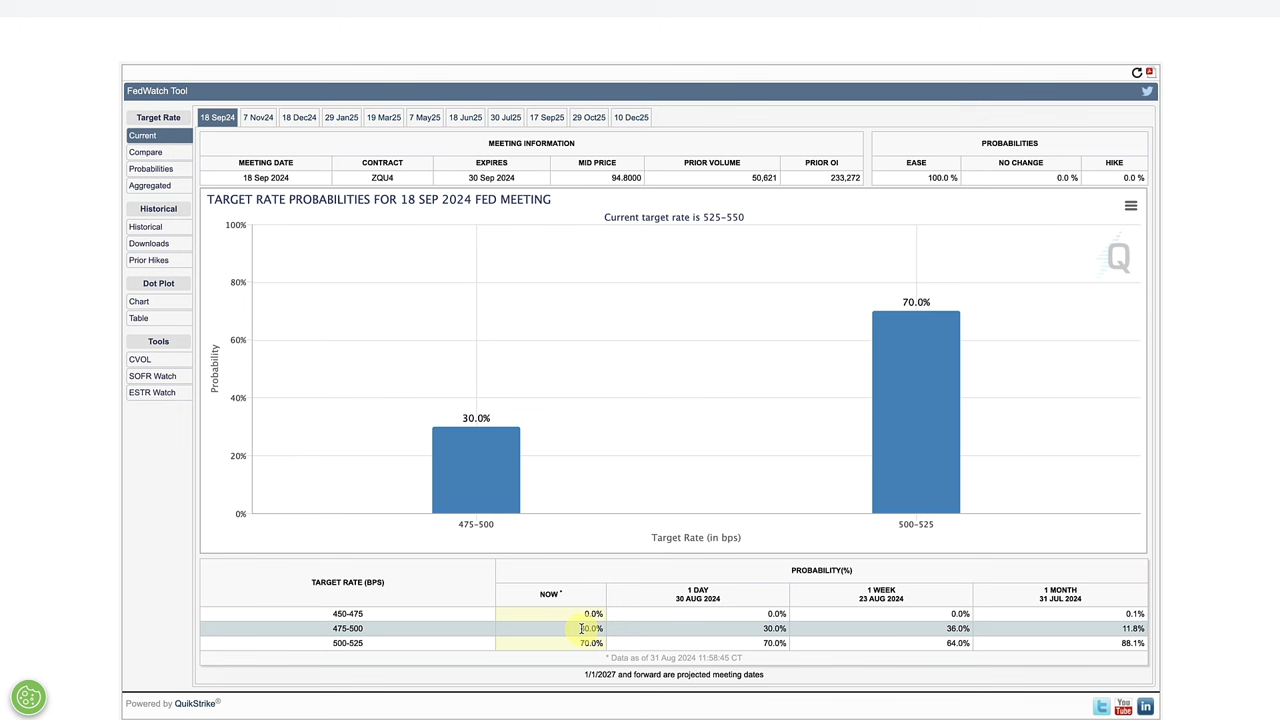 FedWatch Tool
Target Rate
Current
Compare
Probabilities
Aggregated
Historical
Historical
Downloads
Prior Hikes
Dot Plot
Chart
Table
Tools
CVOL
SOFR Watch
ESTR Watch
18 Sep24 7 Nov24 18 Dec24 29 Jan25 19 Mar25 7 May25 18 Jun25 30 Jul25 17 Sep25 29 Oct25 10 Dec25
MEETING INFORMATION
MEETING DATE CONTRACT EXPIRES MID PRICE PRIOR VOLUME PRIOR OI
18 Sep 2024 ZQU4 30 Sep 2024 94.8000 50,621 233,272
PROBABILITIES
EASE NO CHANGE HIKE
100.0 % 0.0 % 0.0 %
TARGET RATE PROBABILITIES FOR 18 SEP 2024 FED MEETING
Current target rate is 525-550
Q
100%
80%
60%
40%
20%
0%
Probability
30.0%
70.0%
475-500 500-525
Target Rate (in bps)
TARGET RATE (BPS) PROBABILITY(%)
NOW * 1 DAY 1 WEEK 1 MONTH
30 AUG 2024 23 AUG 2024 31 JUL 2024
450-475 0.0% 0.0% 0.0% 0.1%
475-500 30.0% 30.0% 36.0% 11.8%
500-525 70.0% 70.0% 64.0% 88.1%
* Data as of 31 Aug 2024 11:58:45 CT
1/1/2027 and forward are projected meeting dates
Powered by QuikStrike®
You
Tube
in